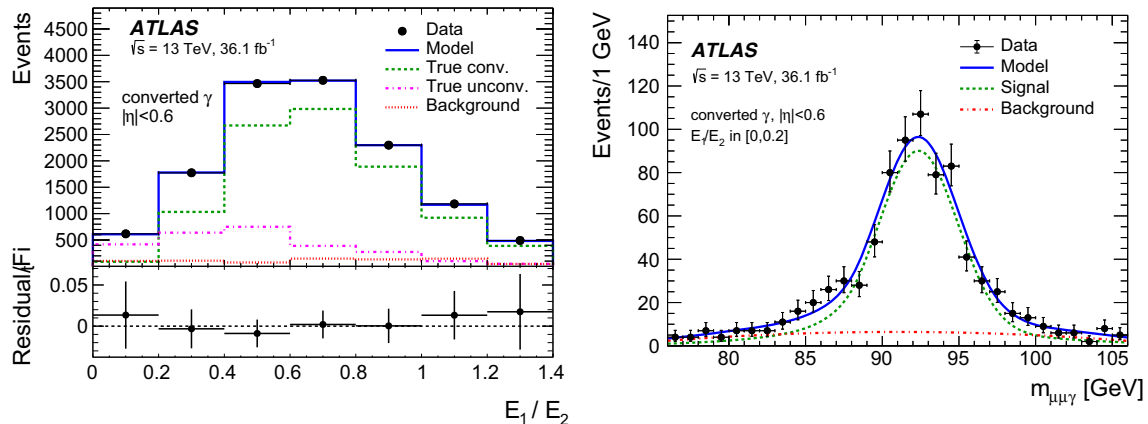 ATLAS
√s = 13 TeV, 36.1 fb⁻¹
converted γ
|η|<0.6
Data
Model
True conv.
True unconv.
Background
Events
4500
4000
3500
3000
2500
2000
1500
1000
500
Residual/Fi
0.05
0
0 0.2 0.4 0.6 0.8 1 1.2 1.4
E₁ / E₂
ATLAS
√s = 13 TeV, 36.1 fb⁻¹
converted γ, |η|<0.6
E₁/E₂ in [0,0.2]
Data
Model
Signal
Background
Events/1 GeV
140
120
100
80
60
40
20
0
80 85 90 95 100 105
m_μμγ [GeV]